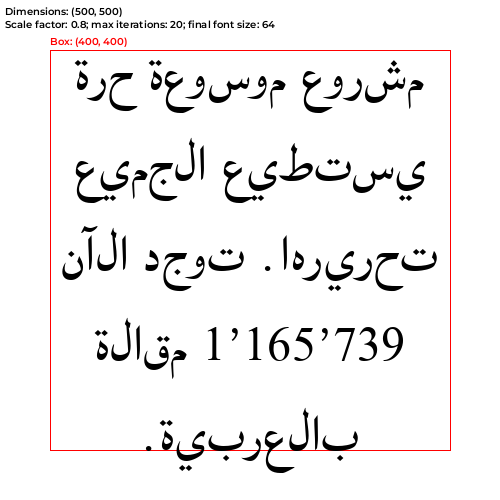 Dimensions: (500, 500)
Scale factor: 0.8; max iterations: 20; final font size: 64
Box: (400, 400)
مشروع موسوعة حرة
يستطيع الجميع
تحريرها. توجد الآن
1’165’739 مقالة
بالعربية.